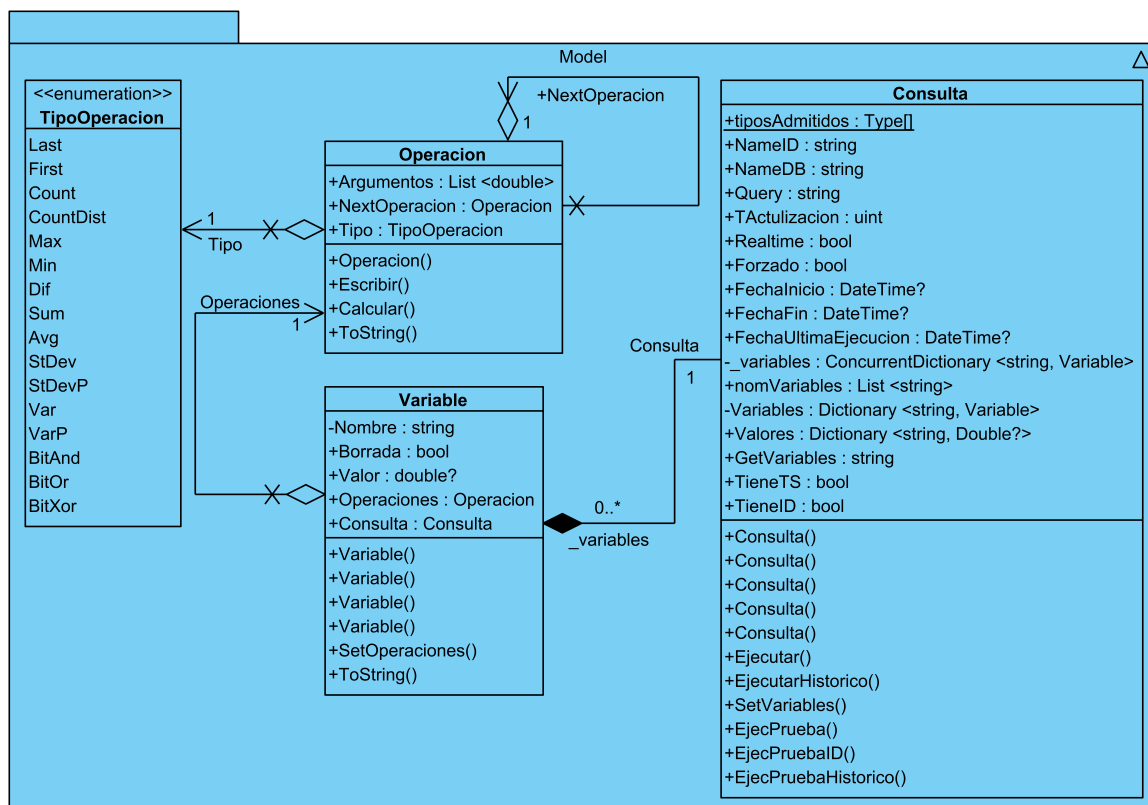 Model
<<enumeration>>
TipoOperacion
Last
First
Count
CountDist
Max
Min
Dif
Sum
Avg
StDev
StDevP
Var
VarP
BitAnd
BitOr
BitXor
+NextOperacion
1
Operacion
+Argumentos : List <double>
+NextOperacion : Operacion
+Tipo : TipoOperacion
+Operacion()
+Escribir()
+Calcular()
+ToString()
1
Tipo
Operaciones
1
Variable
-Nombre : string
+Borrada : bool
+Valor : double?
+Operaciones : Operacion
+Consulta : Consulta
+Variable()
+Variable()
+Variable()
+Variable()
+SetOperaciones()
+ToString()
Consulta
1
0..*
_variables
Consulta
+tiposAdmitidos : Type[]
+NameID : string
+NameDB : string
+Query : string
+TActulizacion : uint
+Realtime : bool
+Forzado : bool
+FechaInicio : DateTime?
+FechaFin : DateTime?
+FechaUltimaEjecucion : DateTime?
-_variables : ConcurrentDictionary <string, Variable>
+nomVariables : List <string>
-Variables : Dictionary <string, Variable>
+Valores : Dictionary <string, Double?>
+GetVariables : string
+TieneTS : bool
+TieneID : bool
+Consulta()
+Consulta()
+Consulta()
+Consulta()
+Consulta()
+Ejecutar()
+EjecutarHistorico()
+SetVariables()
+EjecPrueba()
+EjecPruebaID()
+EjecPruebaHistorico()